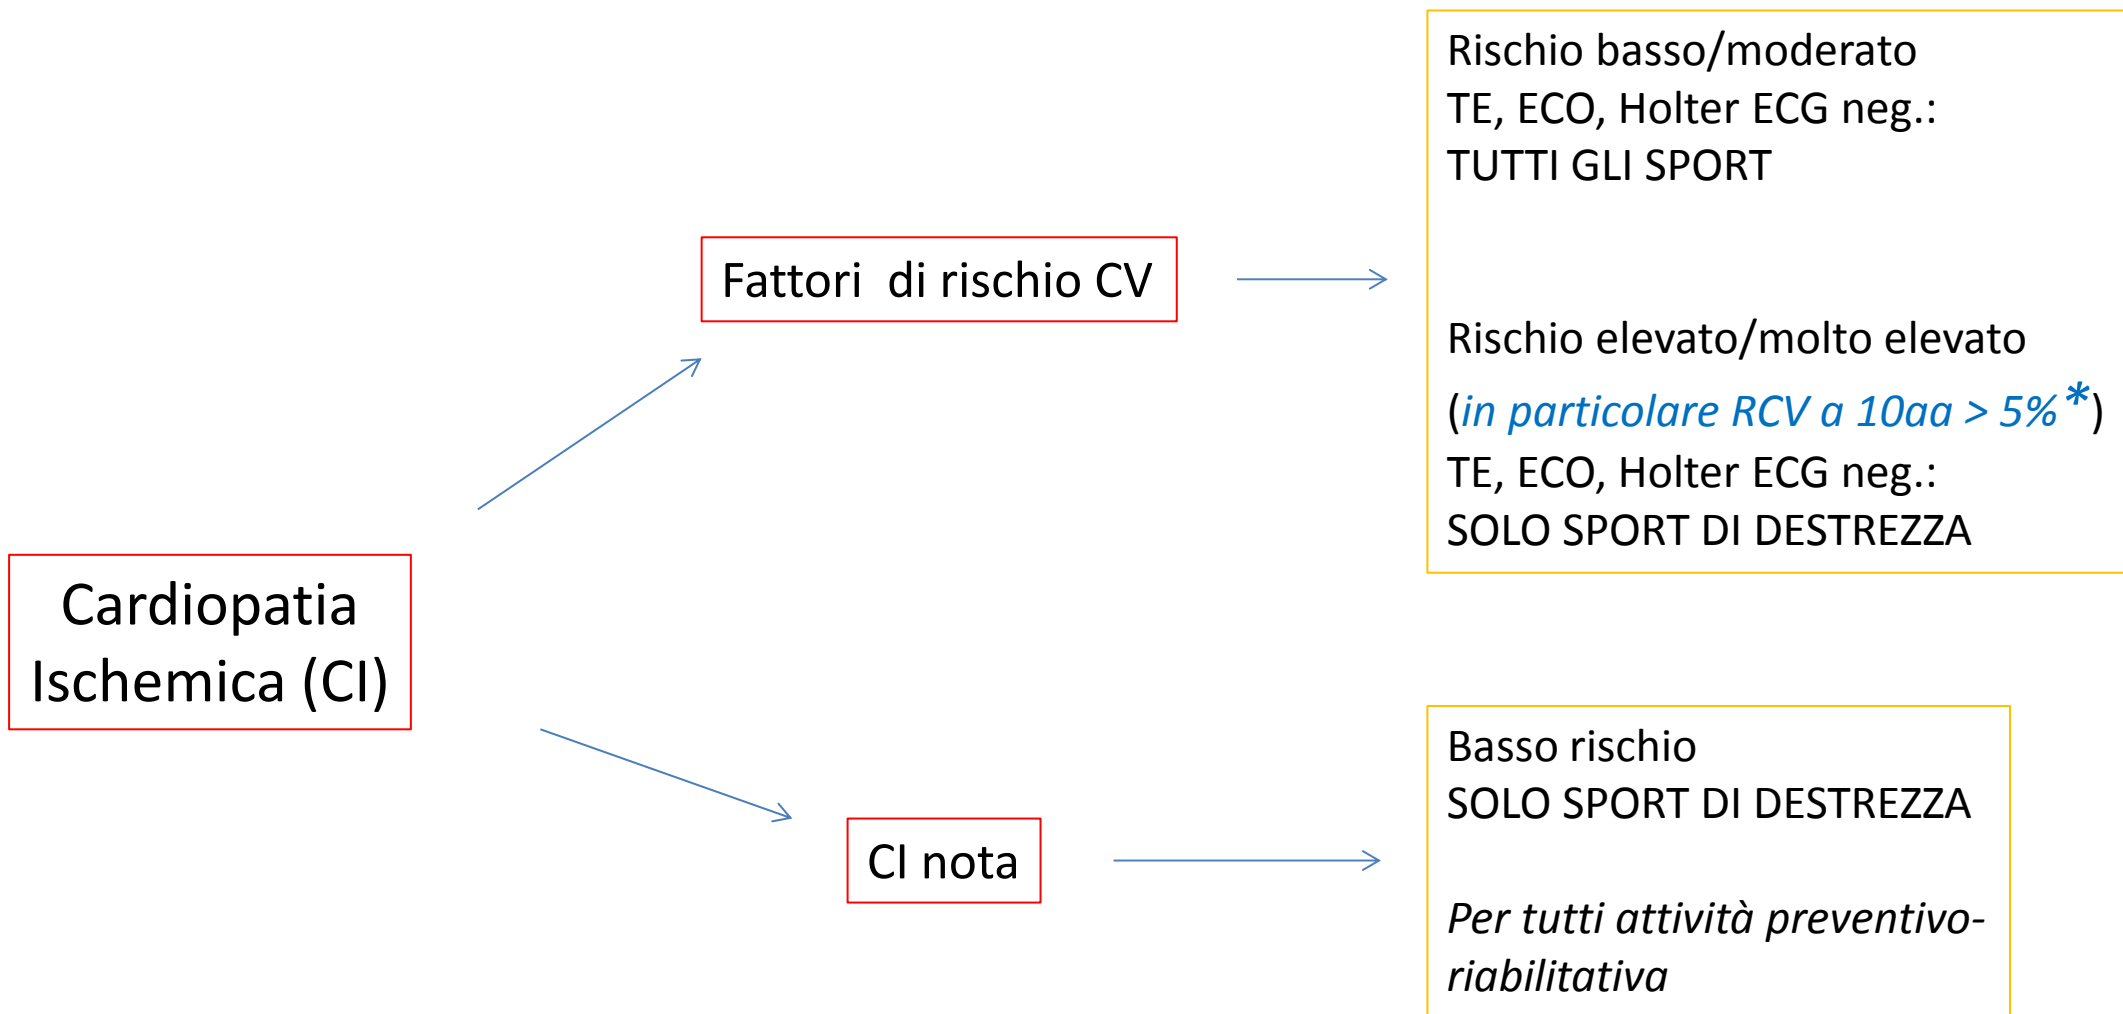 Rischio basso/moderato
TE, ECO, Holter ECG neg.:
TUTTI GLI SPORT
Fattori di rischio CV
Rischio elevato/molto elevato
(in particolare RCV a 10aa > 5%*)
TE, ECO, Holter ECG neg.:
SOLO SPORT DI DESTREZZA
Cardiopatia
Ischemica (CI)
CI nota
Basso rischio
SOLO SPORT DI DESTREZZA
Per tutti attività preventivo-
riabilitativa